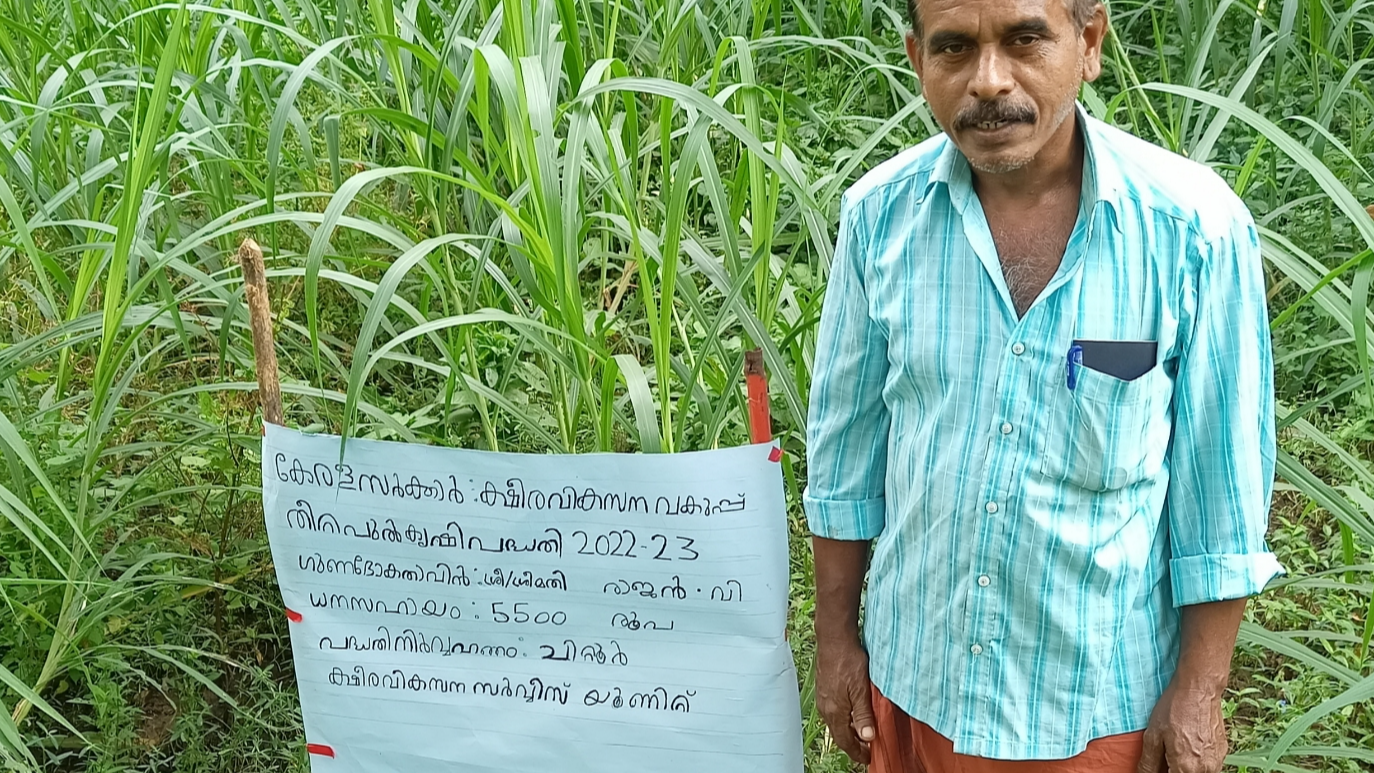 കേരളസർക്കാർ : ക്ഷീരവികസന വകുപ്പ്
തീറ്റപുൽകൃഷിപദ്ധതി 2022-23
ഗുണഭോക്താവിൻ : ശ്രീ/ശ്രീമതി രാജൻ . വി
ധനസഹായം : 5500 രൂപ
പദ്ധതിനിർവ്വഹണം : ചിറ്റൂർ
ക്ഷീരവികസന സർവ്വീസ് യൂണിറ്റ്